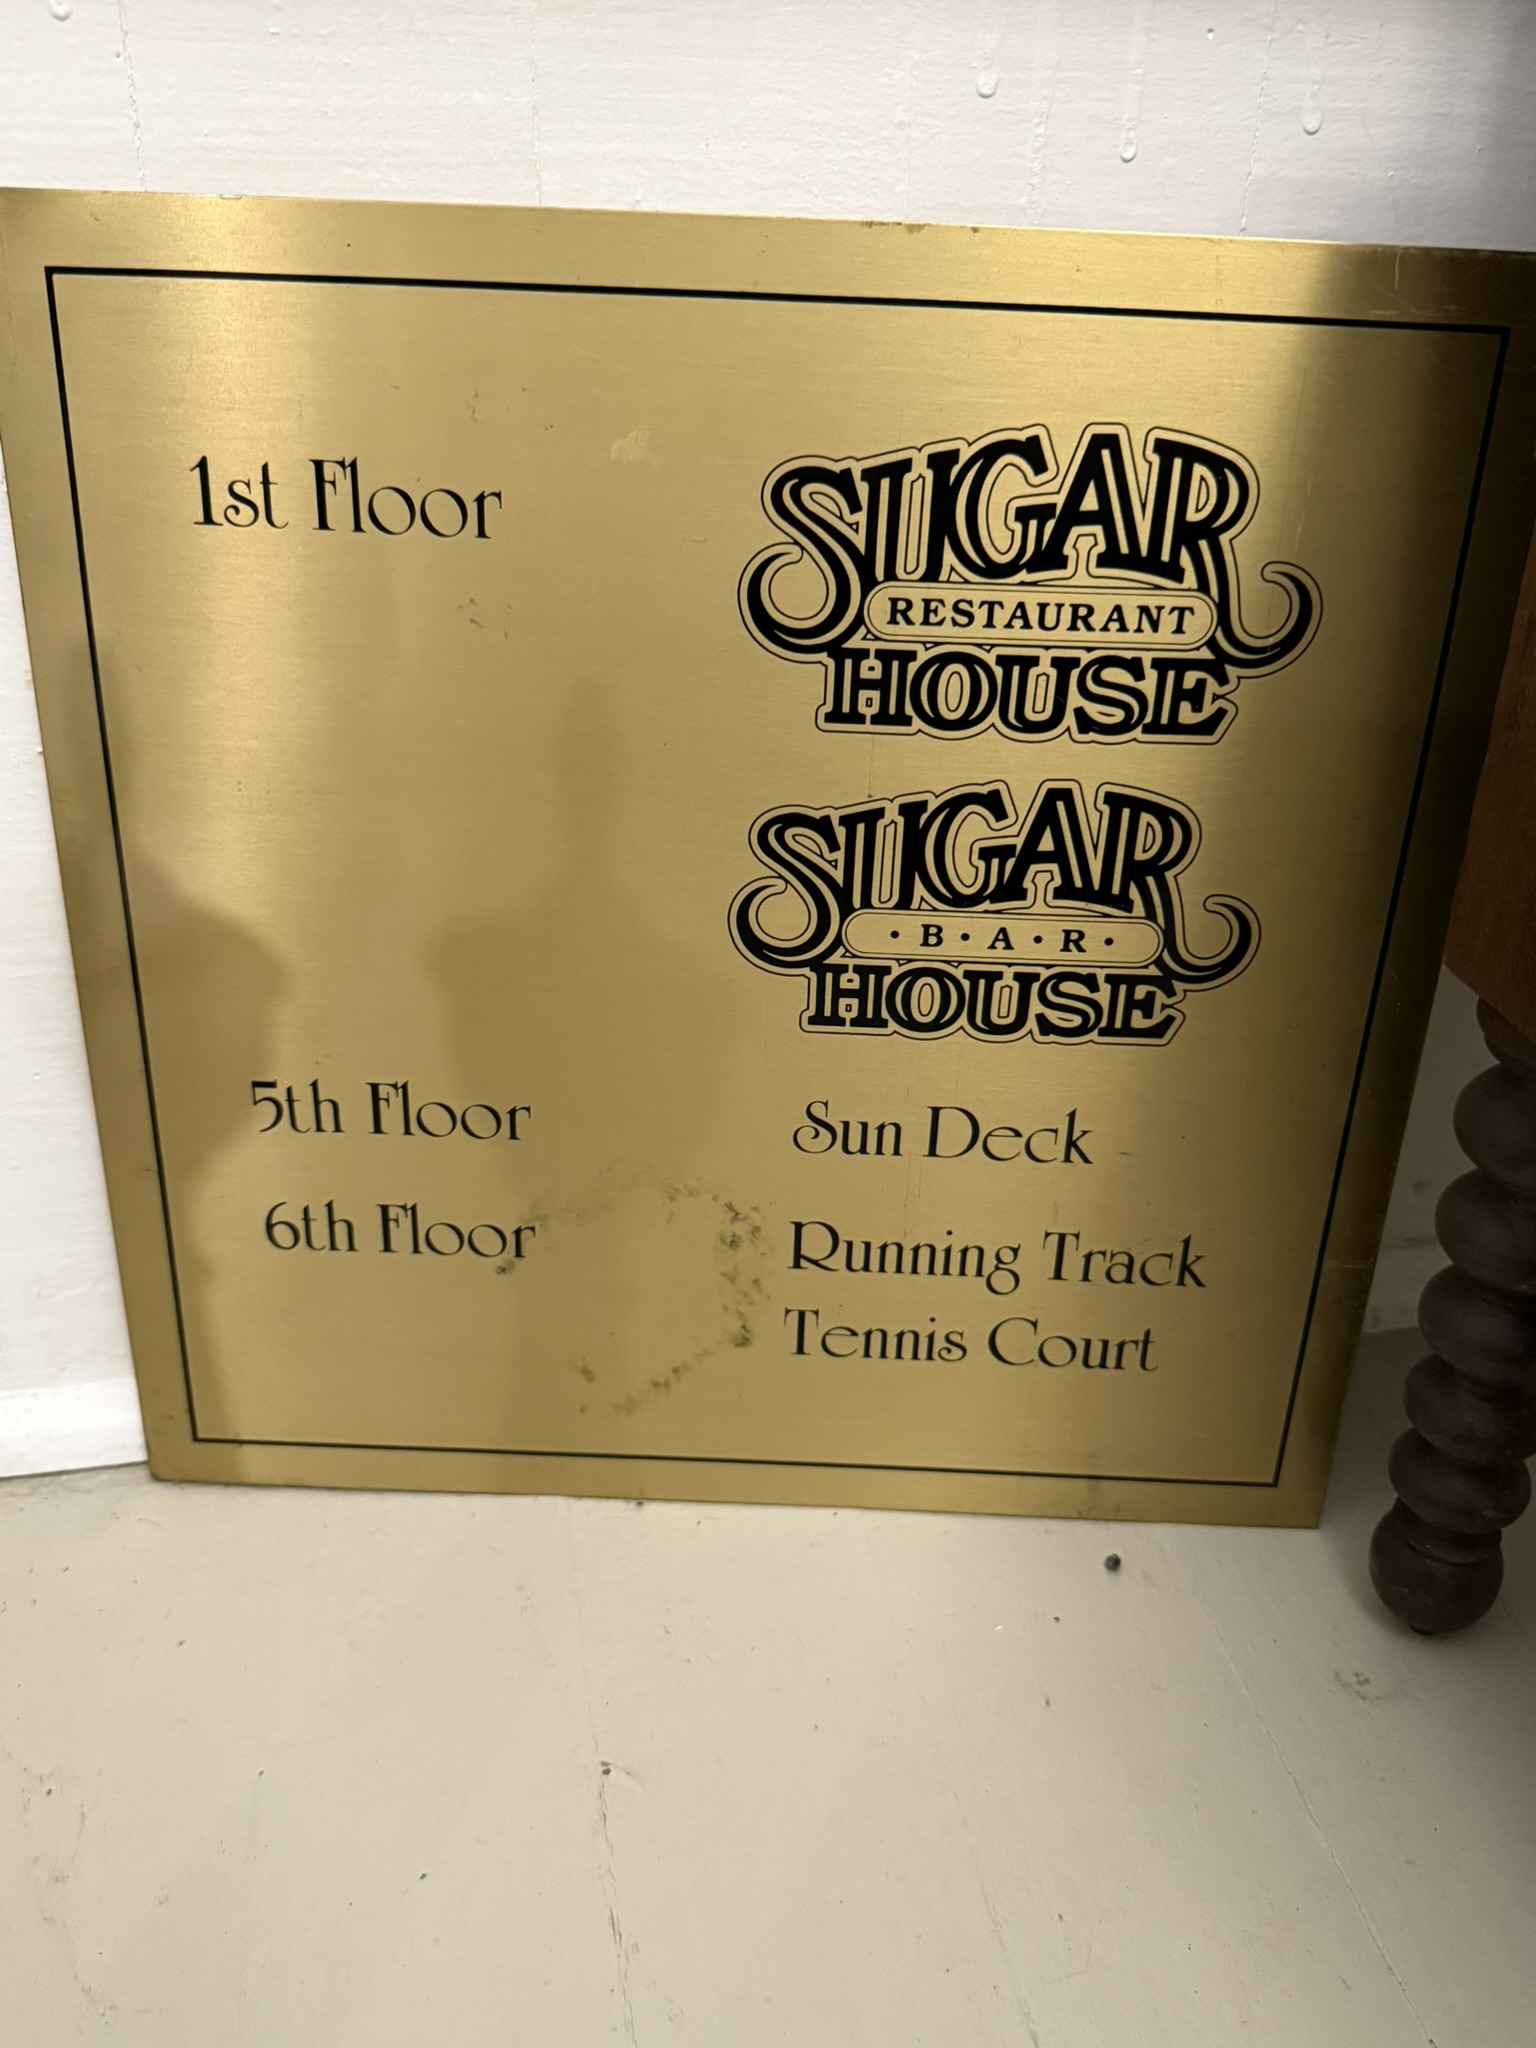 1st Floor
SUGAR
RESTAURANT
HOUSE
SUGAR
·B·A·R·
HOUSE
5th Floor
Sun Deck
6th Floor
Running Track
Tennis Court